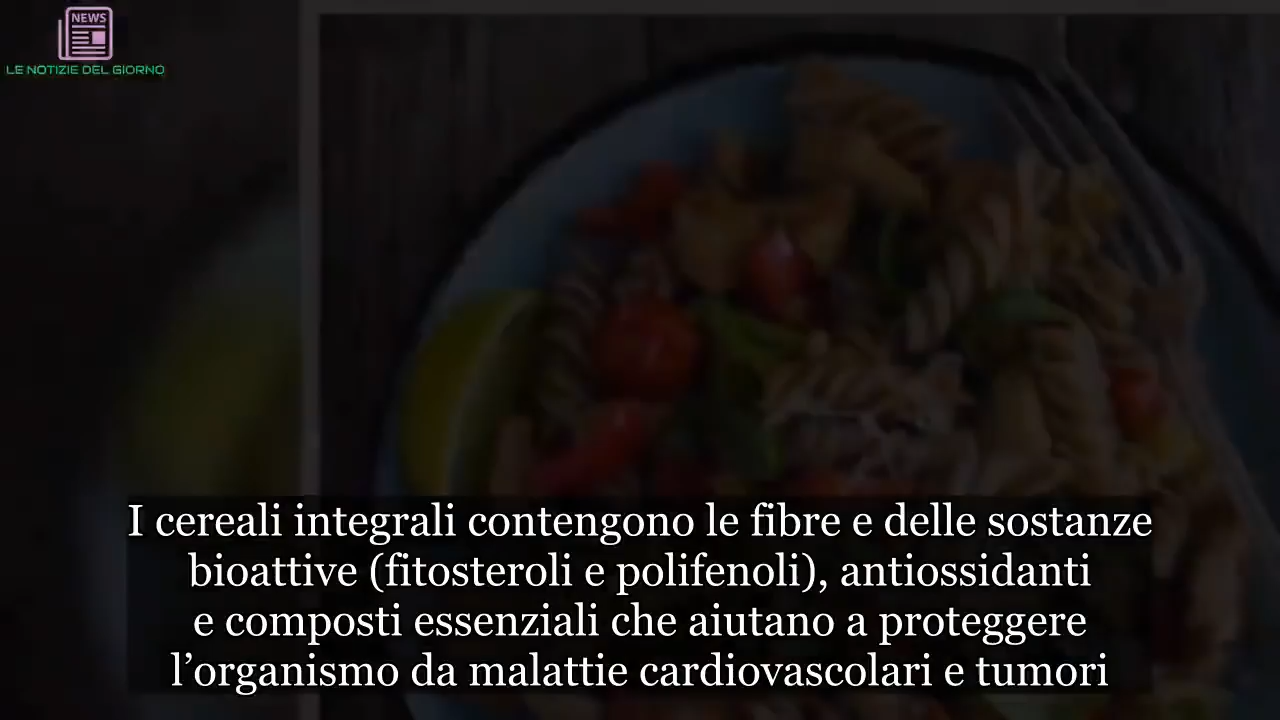 NEWS
LE NOTIZIE DEL GIORNO
I cereali integrali contengono le fibre e delle sostanze
bioattive (fitosteroli e polifenoli), antiossidanti
e composti essenziali che aiutano a proteggere
l’organismo da malattie cardiovascolari e tumori